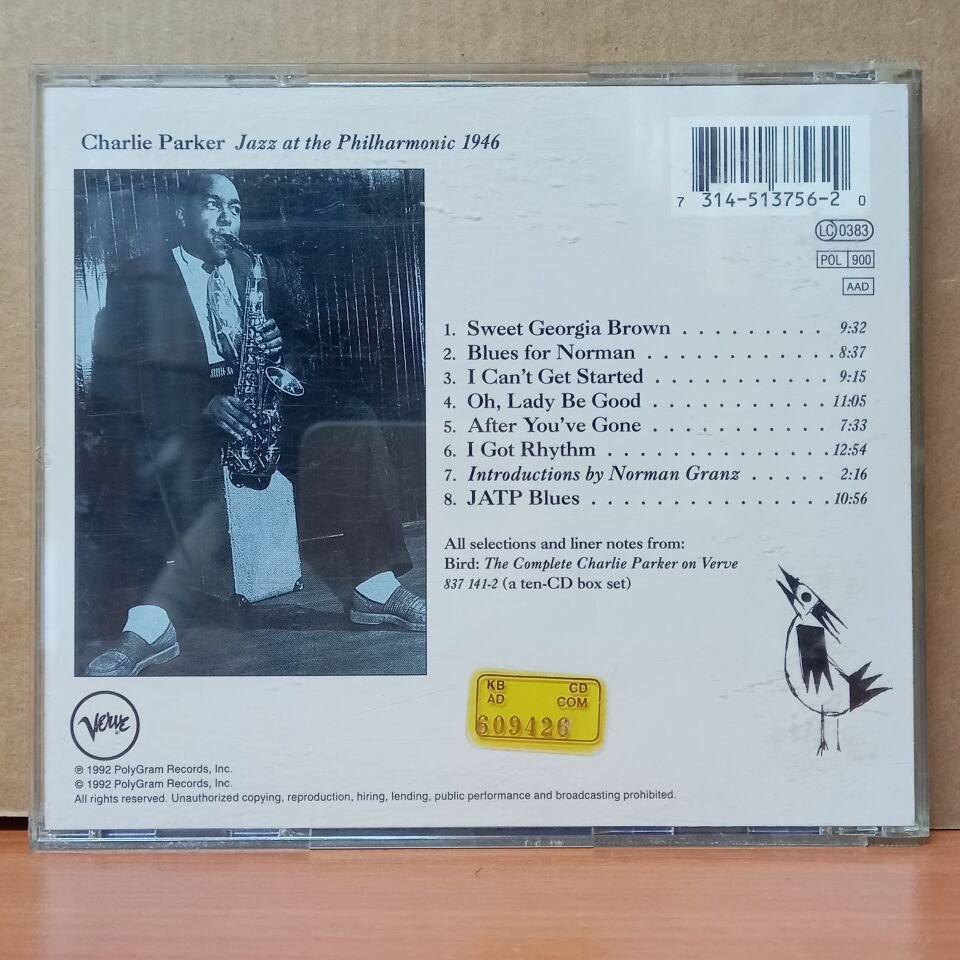 Charlie Parker Jazz at the Philharmonic 1946
7 314-513756-2 0
LC 0383
POL 900
AAD
1. Sweet Georgia Brown . . . . . . . . . . 9:32
2. Blues for Norman . . . . . . . . . . . . 8:37
3. I Can't Get Started . . . . . . . . . . . 9:15
4. Oh, Lady Be Good . . . . . . . . . . . 11:05
5. After You've Gone . . . . . . . . . . . . 7:33
6. I Got Rhythm . . . . . . . . . . . . . . 12:54
7. Introductions by Norman Granz . . . . . 2:16
8. JATP Blues . . . . . . . . . . . . . . . 10:56
All selections and liner notes from:
Bird: The Complete Charlie Parker on Verve
837 141-2 (a ten-CD box set)
KB CD
AD COM
609426
Verve
℗ 1992 PolyGram Records, Inc.
© 1992 PolyGram Records, Inc.
All rights reserved. Unauthorized copying, reproduction, hiring, lending, public performance and broadcasting prohibited.